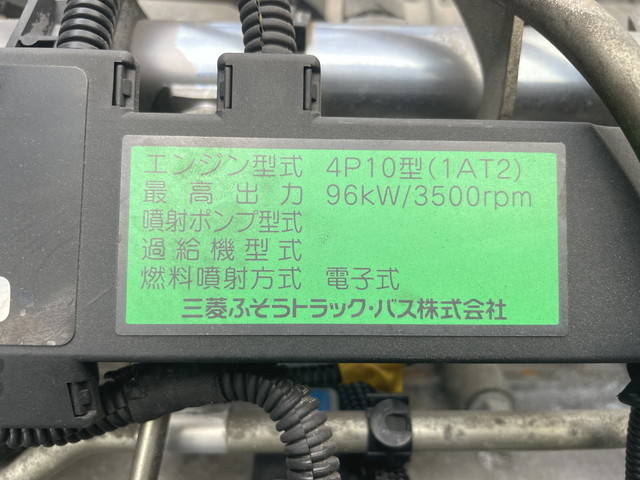 エンジン型式 4P10型(1AT2)
最高出力 96kW/3500rpm
噴射ポンプ型式
過給機型式
燃料噴射方式 電子式
三菱ふそうトラック・バス株式会社